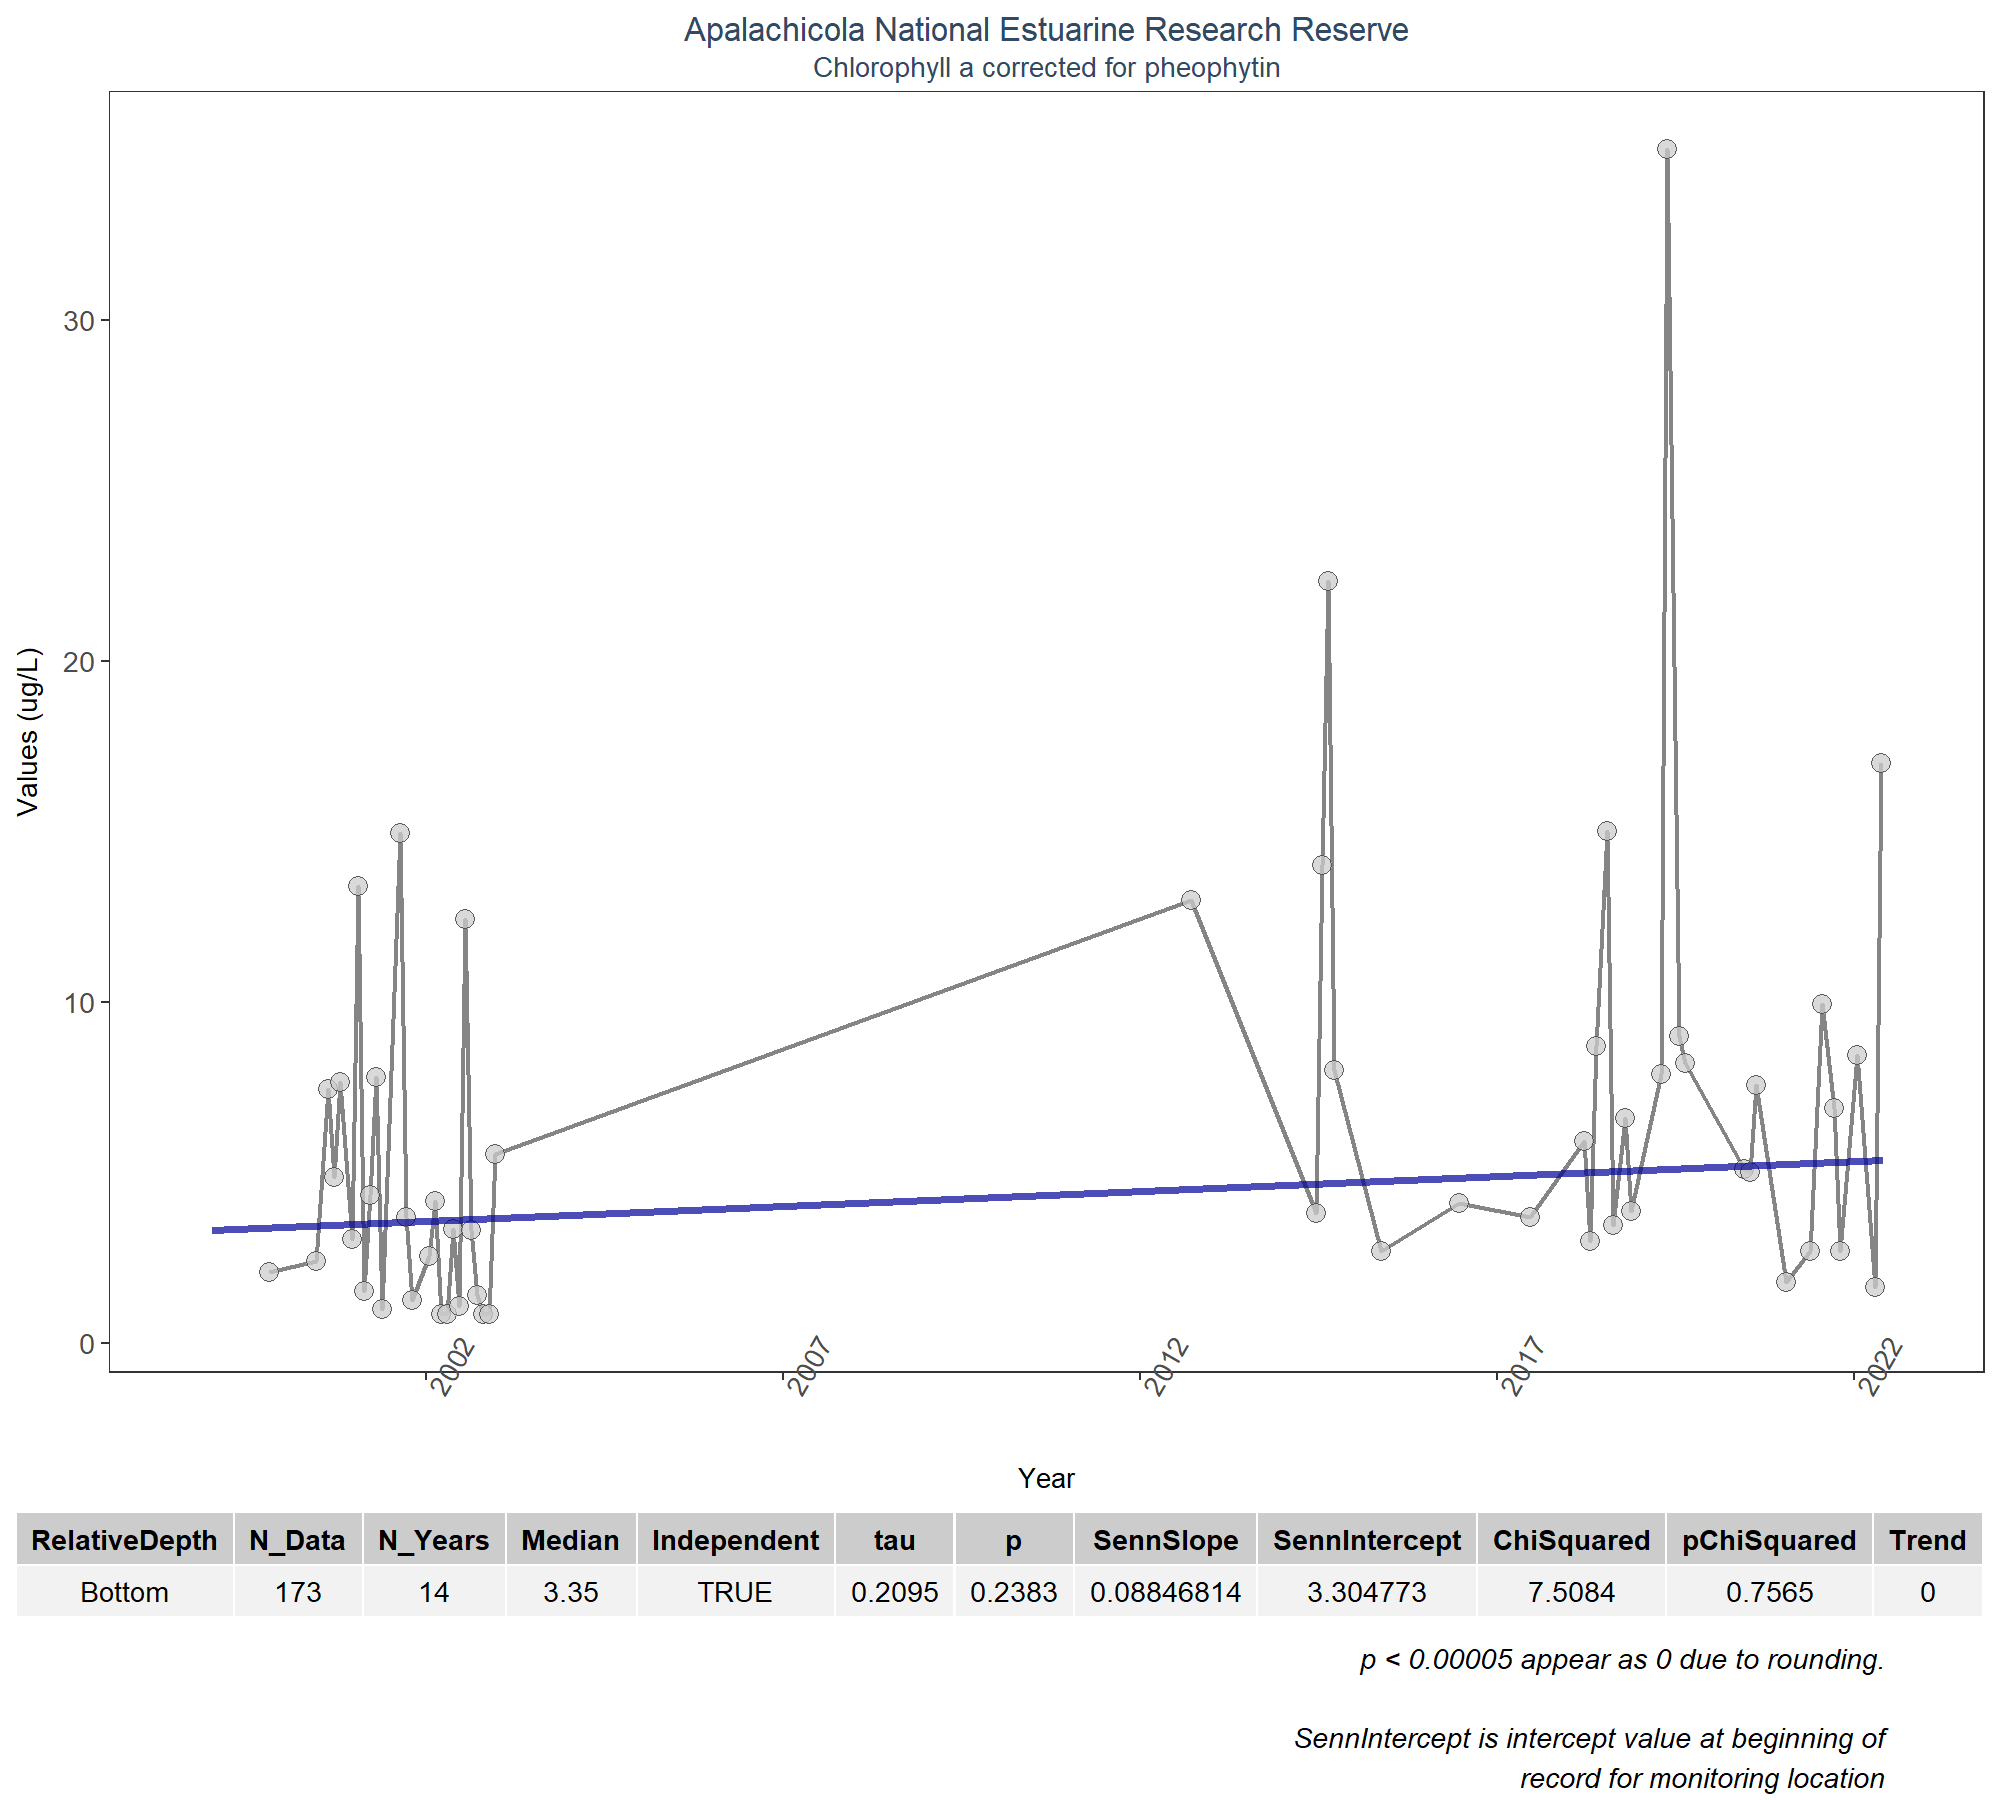 Apalachicola National Estuarine Research Reserve
Chlorophyll a corrected for pheophytin
Values (ug/L)
30
20
10
0
2002 2007 2012 2017 2022
Year
RelativeDepth N_Data N_Years Median Independent tau p SennSlope SennIntercept ChiSquared pChiSquared Trend
Bottom 173 14 3.35 TRUE 0.2095 0.2383 0.08846814 3.304773 7.5084 0.7565 0
p < 0.00005 appear as 0 due to rounding.
SennIntercept is intercept value at beginning of
record for monitoring location